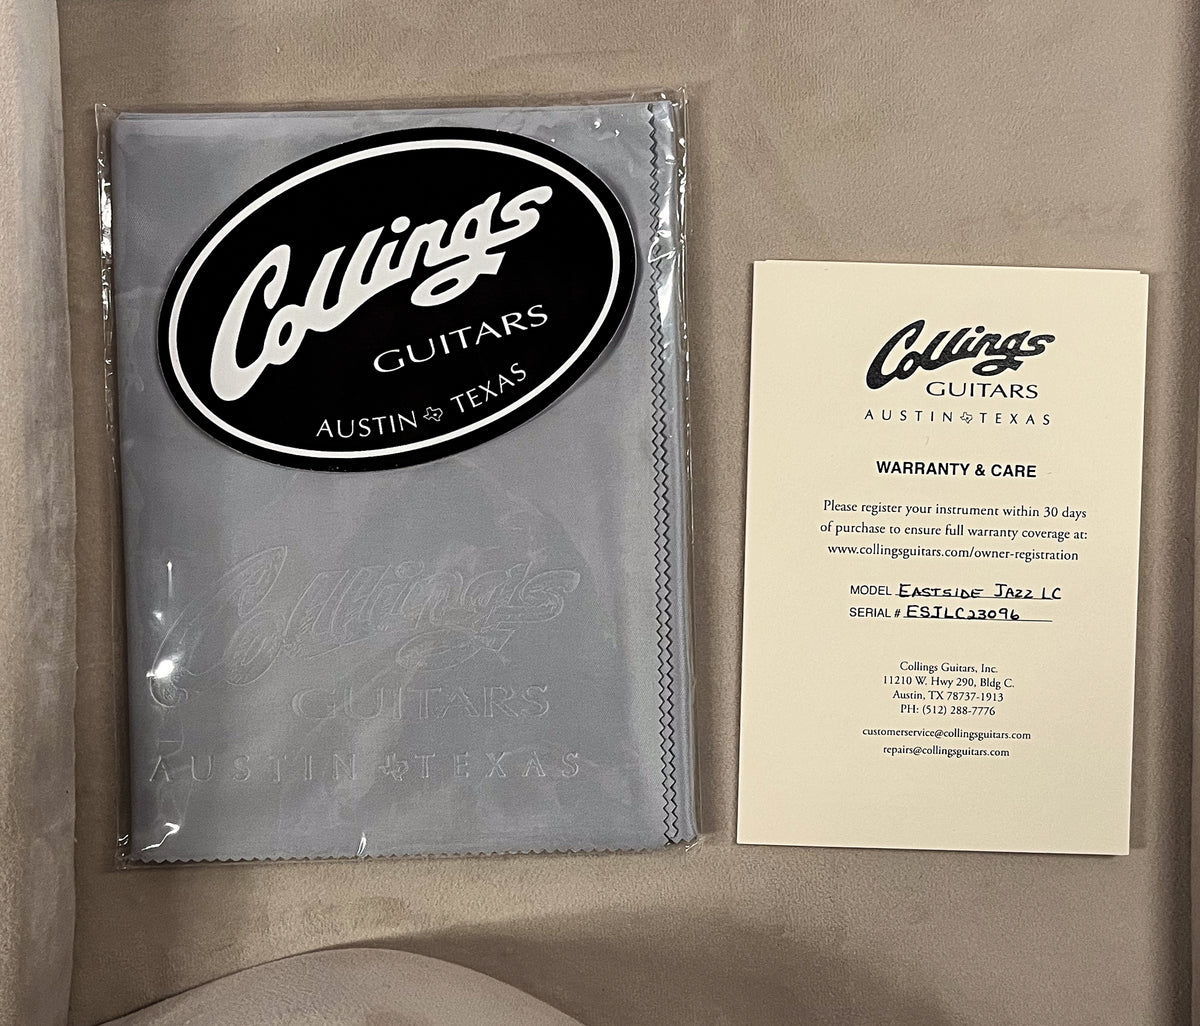 Collings
GUITARS
AUSTIN TEXAS
Collings
GUITARS
AUSTIN TEXAS
Collings
GUITARS
AUSTIN TEXAS
WARRANTY & CARE
Please register your instrument within 30 days
of purchase to ensure full warranty coverage at:
www.collingsguitars.com/owner-registration
MODEL EASTSIDE JAZZ LC
SERIAL # ESJLC23096
Collings Guitars, Inc.
11210 W. Hwy 290, Bldg C.
Austin, TX 78737-1913
PH: (512) 288-7776
customerservice@collingsguitars.com
repairs@collingsguitars.com